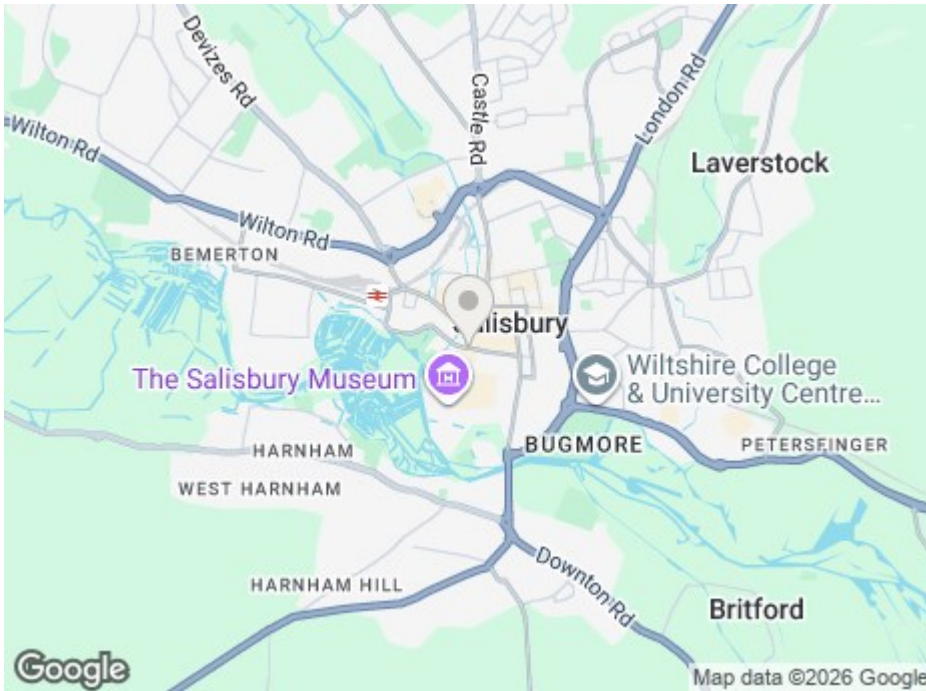 Devizes Rd
Castle Rd
London Rd
Wilton Rd
Laverstock
Wilton Rd
BEMERTON
Salisbury
The Salisbury Museum
Wiltshire College
& University Centre...
BUGMORE
PETERSFINGER
HARNHAM
WEST HARNHAM
HARNHAM HILL
Downton Rd
Britford
Google
Map data ©2026 Google